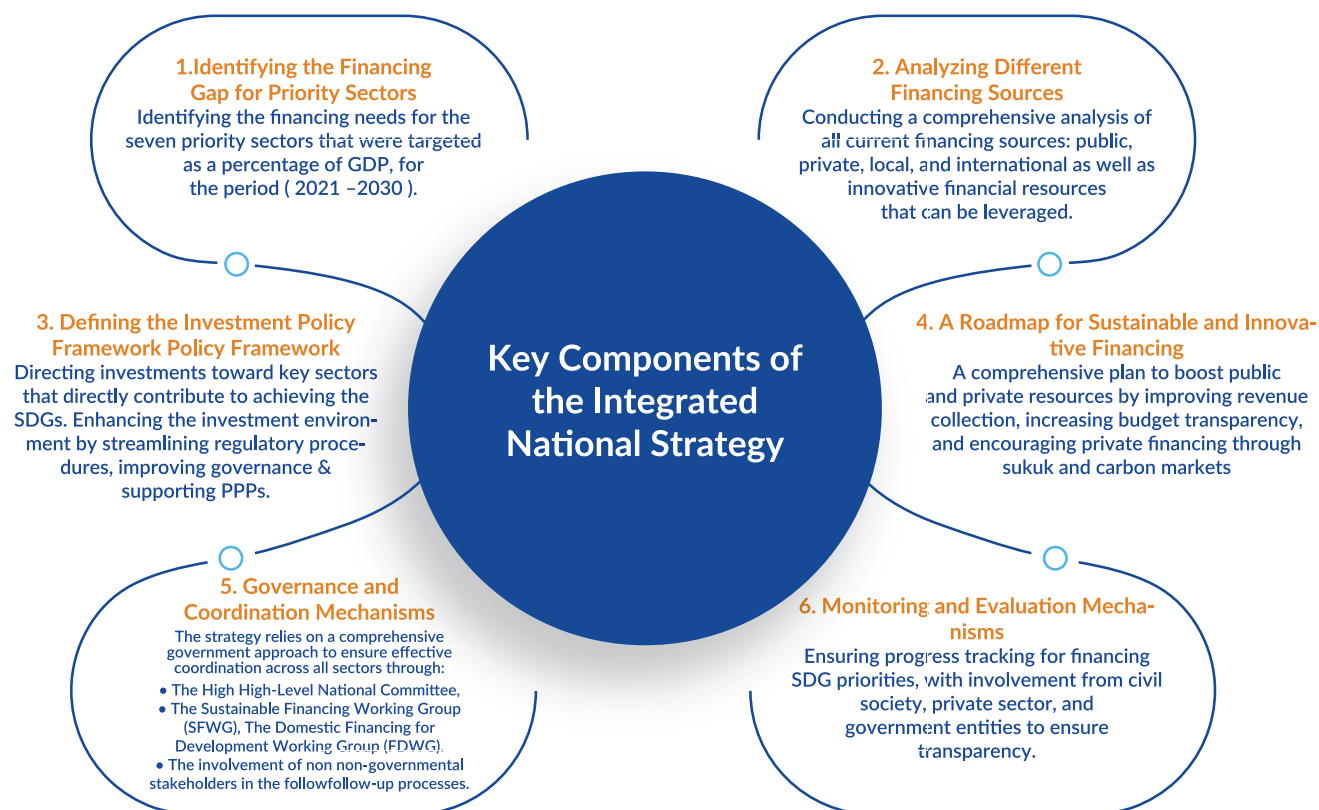 1.Identifying the Financing
Gap for Priority Sectors
Identifying the financing needs for the
seven priority sectors that were targeted
as a percentage of GDP, for
the period ( 2021 –2030 ).
2. Analyzing Different
Financing Sources
Conducting a comprehensive analysis of
all current financing sources: public,
private, local, and international as well as
innovative financial resources
that can be leveraged.
Key Components of
the Integrated
National Strategy
3. Defining the Investment Policy
Framework Policy Framework
Directing investments toward key sectors
that directly contribute to achieving the
SDGs. Enhancing the investment environ-
ment by streamlining regulatory proce-
dures, improving governance &
supporting PPPs.
4. A Roadmap for Sustainable and Innova-
tive Financing
A comprehensive plan to boost public
and private resources by improving revenue
collection, increasing budget transparency,
and encouraging private financing through
sukuk and carbon markets
5. Governance and
Coordination Mechanisms
The strategy relies on a comprehensive
government approach to ensure effective
coordination across all sectors through:
• The High High-Level National Committee,
• The Sustainable Financing Working Group
(SFWG), The Domestic Financing for
Development Working Group (FDWG).
• The involvement of non non-governmental
stakeholders in the followfollow-up processes.
6. Monitoring and Evaluation Mecha-
nisms
Ensuring progress tracking for financing
SDG priorities, with involvement from civil
society, private sector, and
government entities to ensure
transparency.